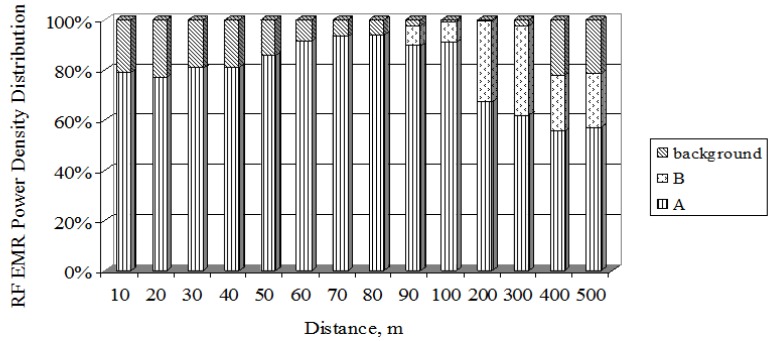 RF EMR Power Density Distribution
100%
80%
60%
40%
20%
0%
10 20 30 40 50 60 70 80 90 100 200 300 400 500
Distance, m
background
B
A